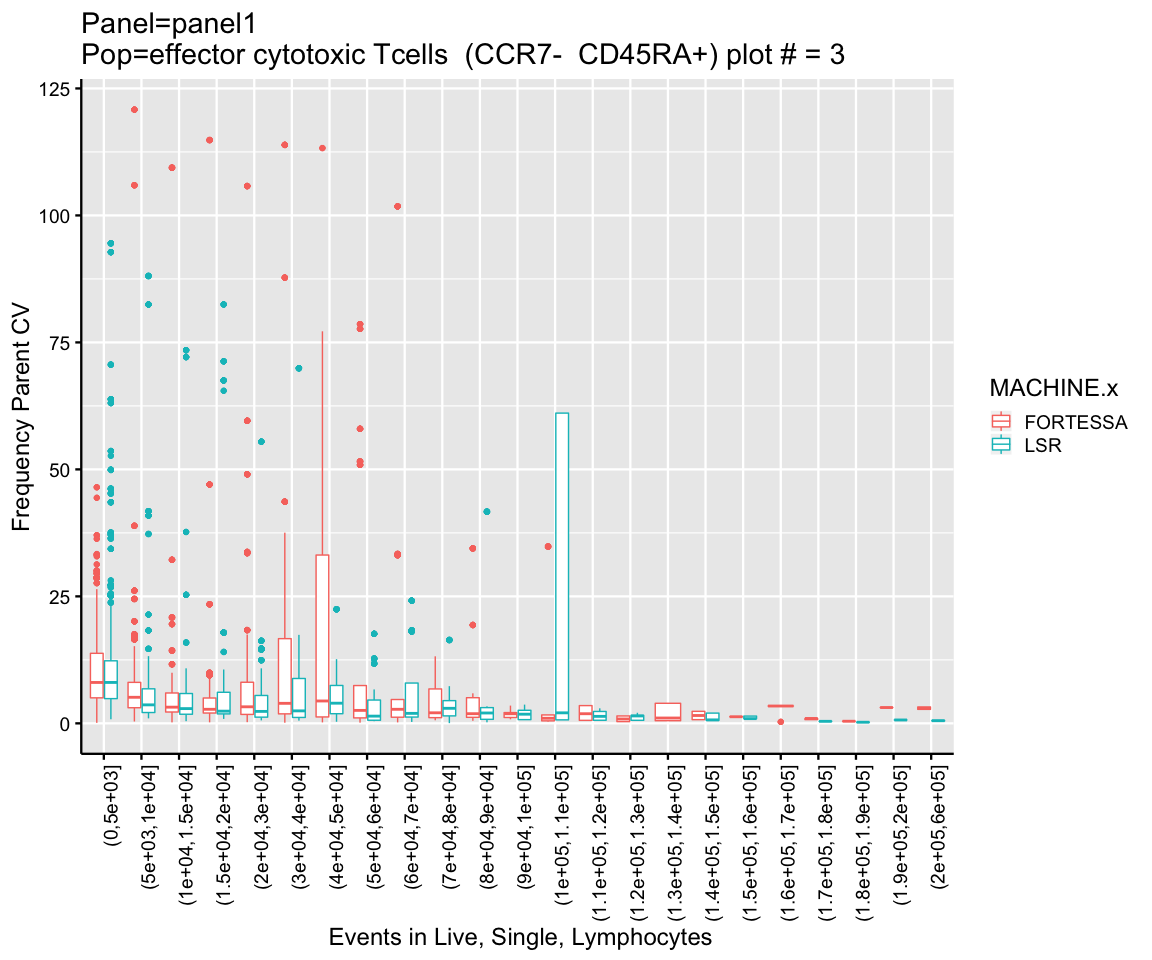 Panel=panel1
Pop=effector cytotoxic Tcells  (CCR7-  CD45RA+) plot # = 3
125
100
75
50
25
0
Frequency Parent CV
(0,5e+03]
(5e+03,1e+04]
(1e+04,1.5e+04]
(1.5e+04,2e+04]
(2e+04,3e+04]
(3e+04,4e+04]
(4e+04,5e+04]
(5e+04,6e+04]
(6e+04,7e+04]
(7e+04,8e+04]
(8e+04,9e+04]
(9e+04,1e+05]
(1e+05,1.1e+05]
(1.1e+05,1.2e+05]
(1.2e+05,1.3e+05]
(1.3e+05,1.4e+05]
(1.4e+05,1.5e+05]
(1.5e+05,1.6e+05]
(1.6e+05,1.7e+05]
(1.7e+05,1.8e+05]
(1.8e+05,1.9e+05]
(1.9e+05,2e+05]
(2e+05,6e+05]
Events in Live, Single, Lymphocytes
MACHINE.x
FORTESSA
LSR